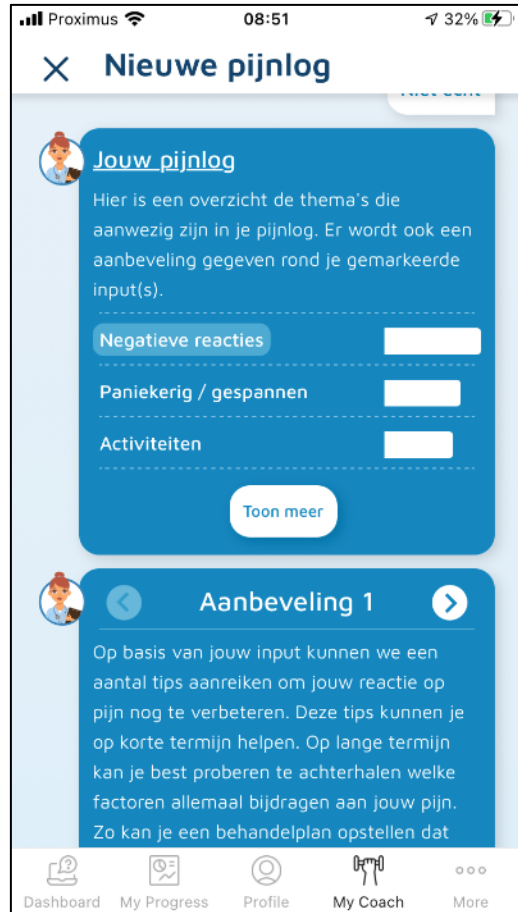 Proximus 08:51 32%
Nieuwe pijnlog
Niet echt
Jouw pijnlog
Hier is een overzicht de thema's die
aanwezig zijn in je pijnlog. Er wordt ook een
aanbeveling gegeven rond je gemarkeerde
input(s).
Negatieve reacties
Paniekerig / gespannen
Activiteiten
Toon meer
Aanbeveling 1
Op basis van jouw input kunnen we een
aantal tips aanreiken om jouw reactie op
pijn nog te verbeteren. Deze tips kunnen je
op korte termijn helpen. Op lange termijn
kan je best proberen te achterhalen welke
factoren allemaal bijdragen aan jouw pijn.
Zo kan je een behandelplan opstellen dat
Dashboard My Progress Profile My Coach More